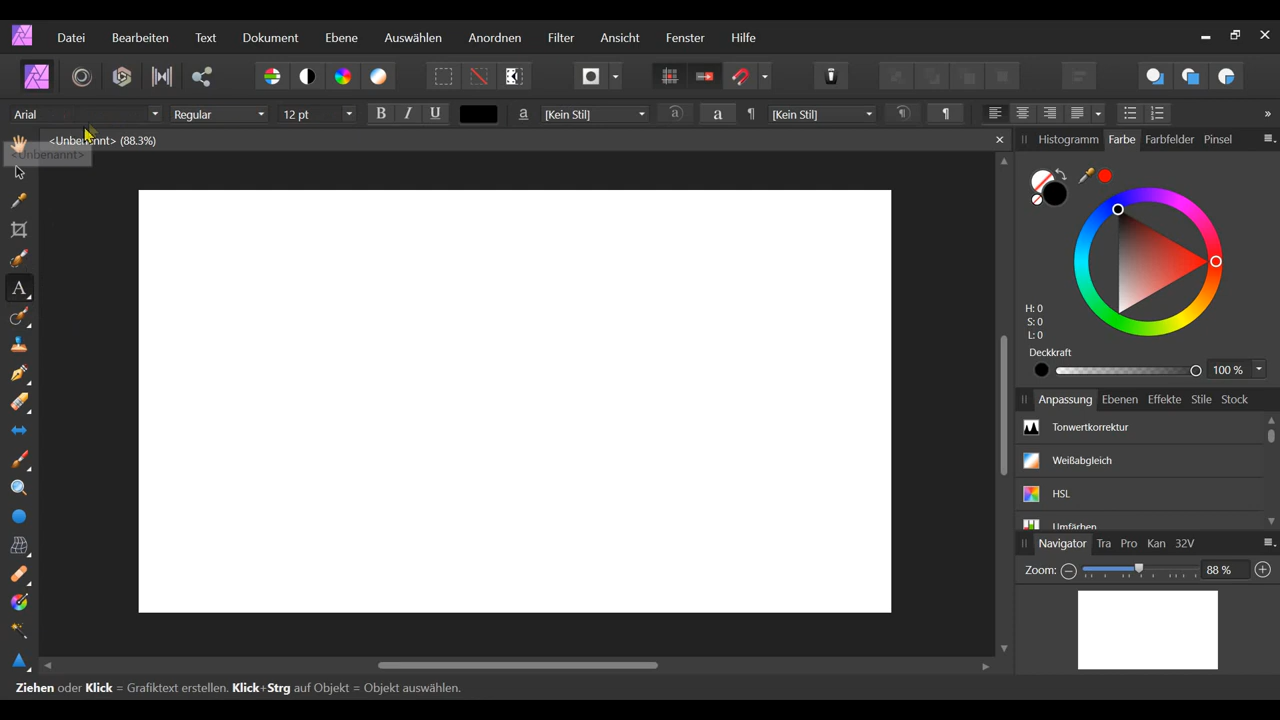 Datei Bearbeiten Text Dokument Ebene Auswählen Anordnen Filter Ansicht Fenster Hilfe
Arial Regular 12 pt B I U a [Kein Stil] a a ¶ [Kein Stil] ¶ ¶ »
<Unbenannt> (88.3%)
<Unbenannt>
Histogramm Farbe Farbfelder Pinsel
A
H: 0
S: 0
L: 0
Deckkraft
100 %
Anpassung Ebenen Effekte Stile Stock
Tonwertkorrektur
Weißabgleich
HSL
Umfärben
Navigator Tra Pro Kan 32V
Zoom: 88 %
Ziehen oder Klick = Grafiktext erstellen. Klick+Strg auf Objekt = Objekt auswählen.